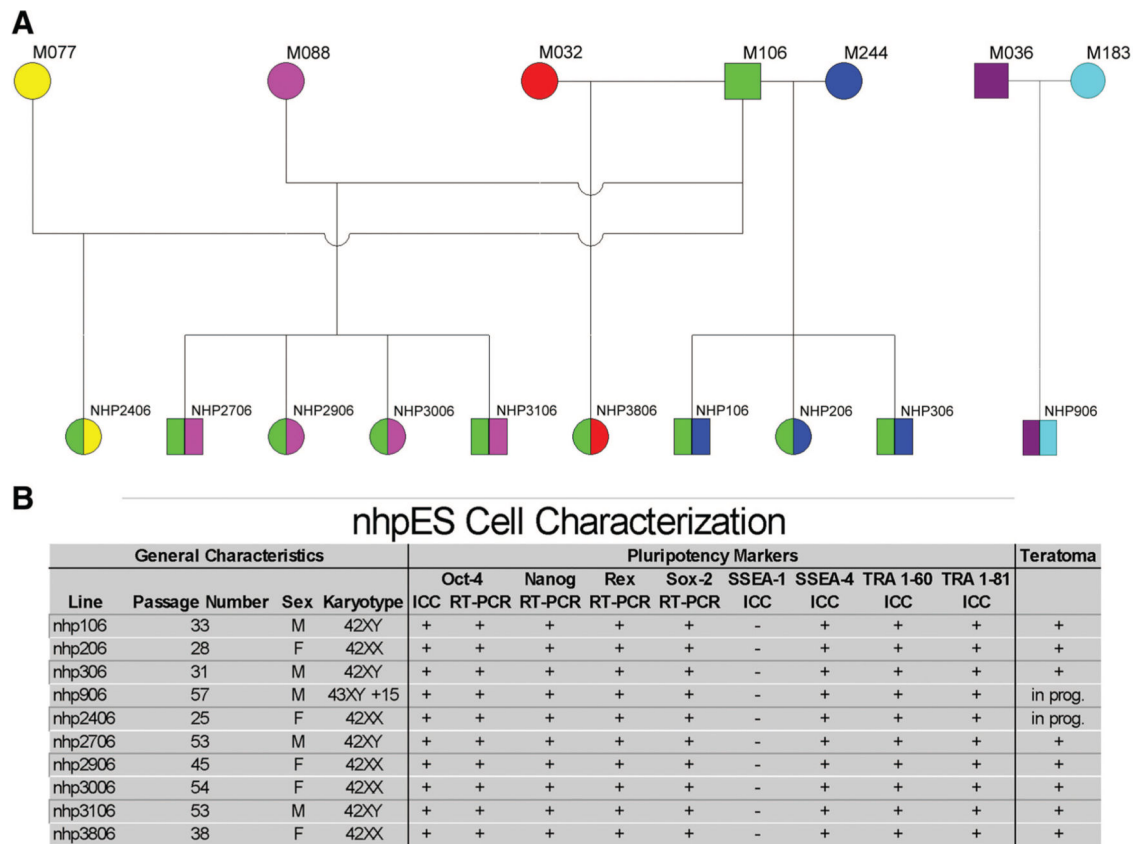 A
M077 M088 M032 M106 M244 M036 M183
NHP2406 NHP2706 NHP2906 NHP3006 NHP3106 NHP3806 NHP106 NHP206 NHP306 NHP906
B
nhpES Cell Characterization
General Characteristics Pluripotency Markers Teratoma
Oct-4 Nanog Rex Sox-2 SSEA-1 SSEA-4 TRA 1-60 TRA 1-81
Line Passage Number Sex Karyotype ICC RT-PCR RT-PCR RT-PCR RT-PCR ICC ICC ICC ICC
nhp106 33 M 42XY + + + + + - + + + +
nhp206 28 F 42XX + + + + + - + + + +
nhp306 31 M 42XY + + + + + - + + + +
nhp906 57 M 43XY +15 + + + + + - + + + in prog.
nhp2406 25 F 42XX + + + + + - + + + in prog.
nhp2706 53 M 42XY + + + + + - + + + +
nhp2906 45 F 42XX + + + + + - + + + +
nhp3006 54 F 42XX + + + + + - + + + +
nhp3106 53 M 42XY + + + + + - + + + +
nhp3806 38 F 42XX + + + + + - + + + +